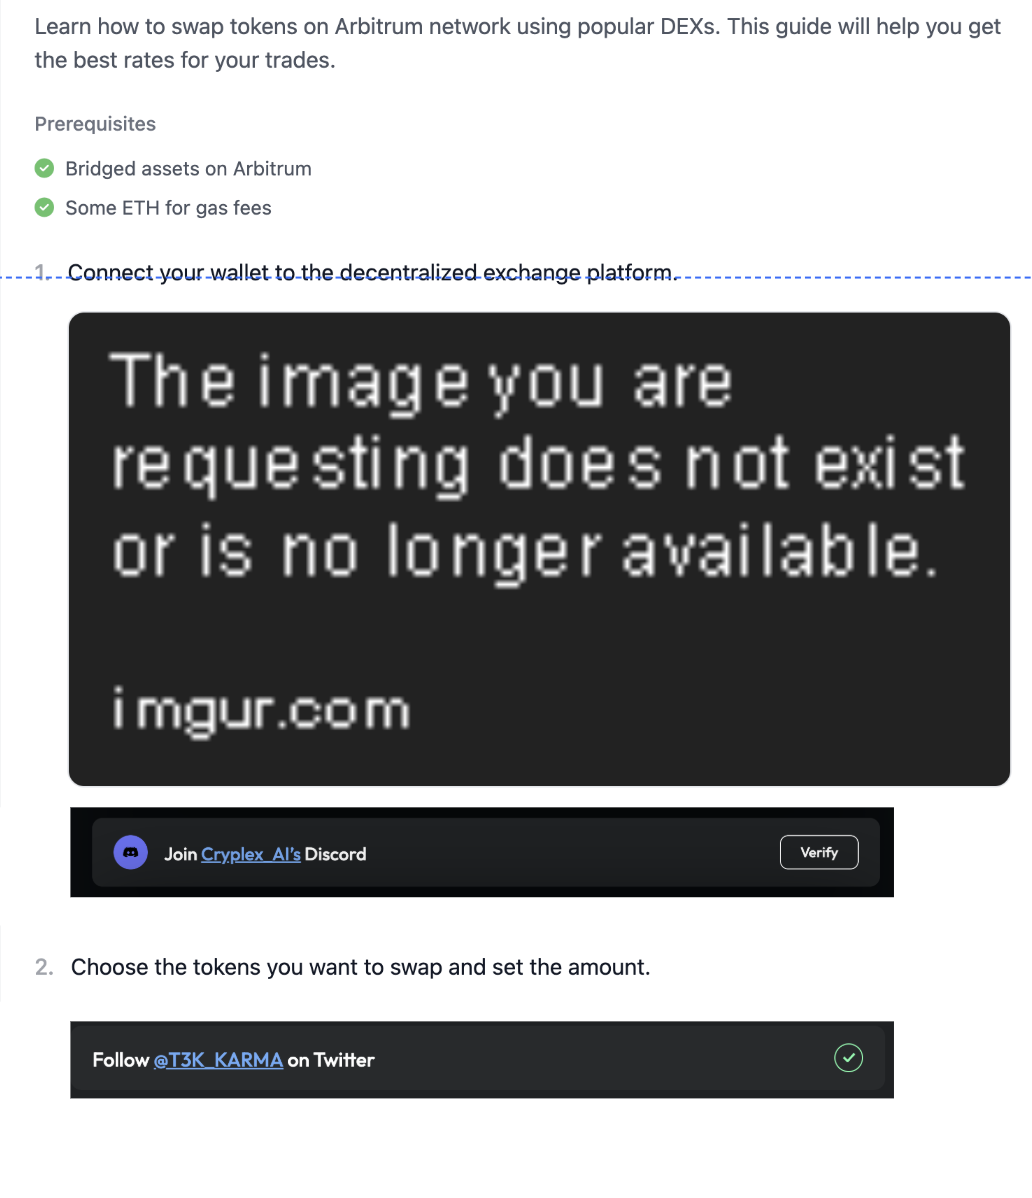 Learn how to swap tokens on Arbitrum network using popular DEXs. This guide will help you get
the best rates for your trades.
Prerequisites
Bridged assets on Arbitrum
Some ETH for gas fees
1. Connect your wallet to the decentralized exchange platform.
The image you are
requesting does not exist
or is no longer available.
imgur.com
Join Cryplex_AI's Discord
Verify
2. Choose the tokens you want to swap and set the amount.
Follow @T3K_KARMA on Twitter